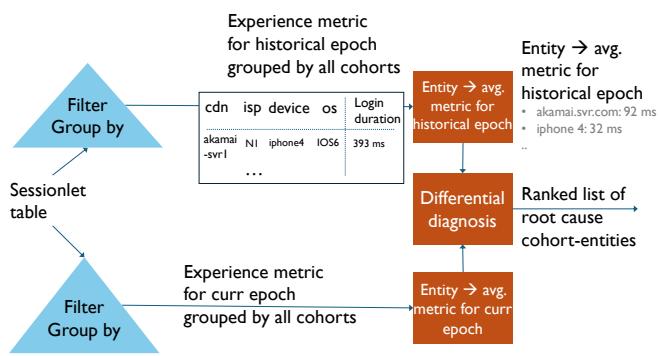 Experience metric
for historical epoch
grouped by all cohorts
Entity → avg.
metric for
historical epoch
• akamai.svr.com: 92 ms
• iphone 4: 32 ms
..
Filter
Group by
cdn isp device os Login
duration
akamai
-svr1 N1 iphone4 IOS6 393 ms
...
Entity → avg.
metric for
historical epoch
Sessionlet
table
Differential
diagnosis
Ranked list of
root cause
cohort-entities
Experience metric
for curr epoch
grouped by all cohorts
Filter
Group by
Entity → avg.
metric for curr
epoch